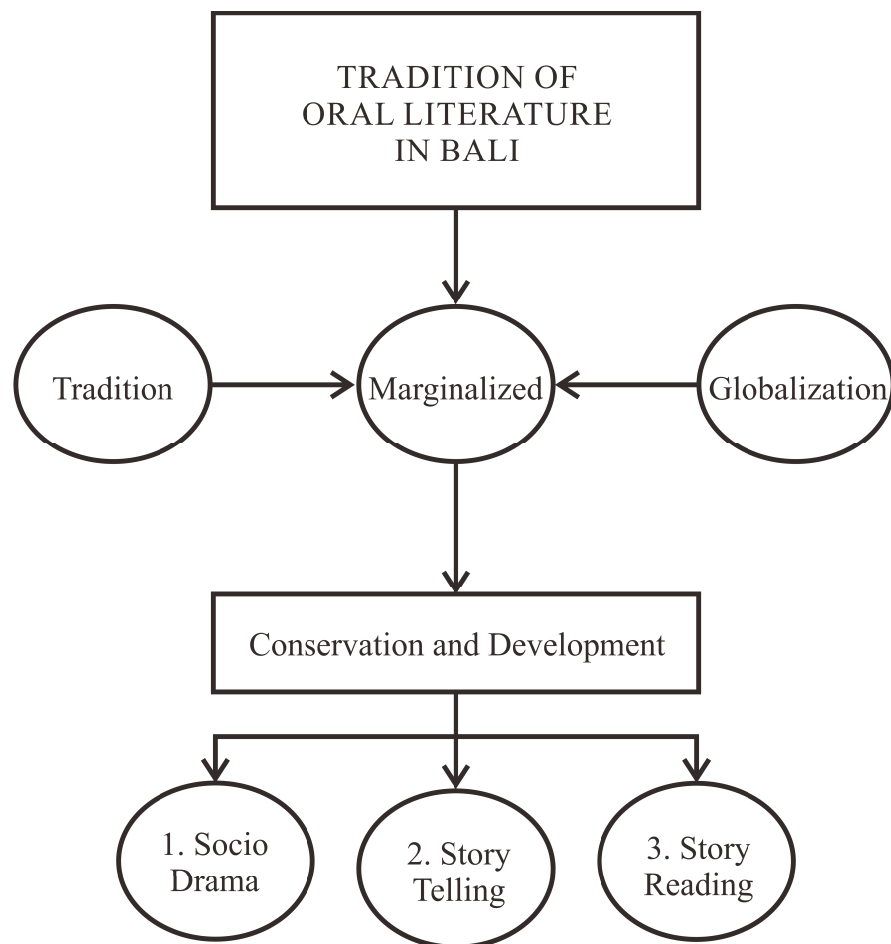 TRADITION OF
ORAL LITERATURE
IN BALI
Tradition
Marginalized
Globalization
Conservation and Development
1. Socio
Drama
2. Story
Telling
3. Story
Reading